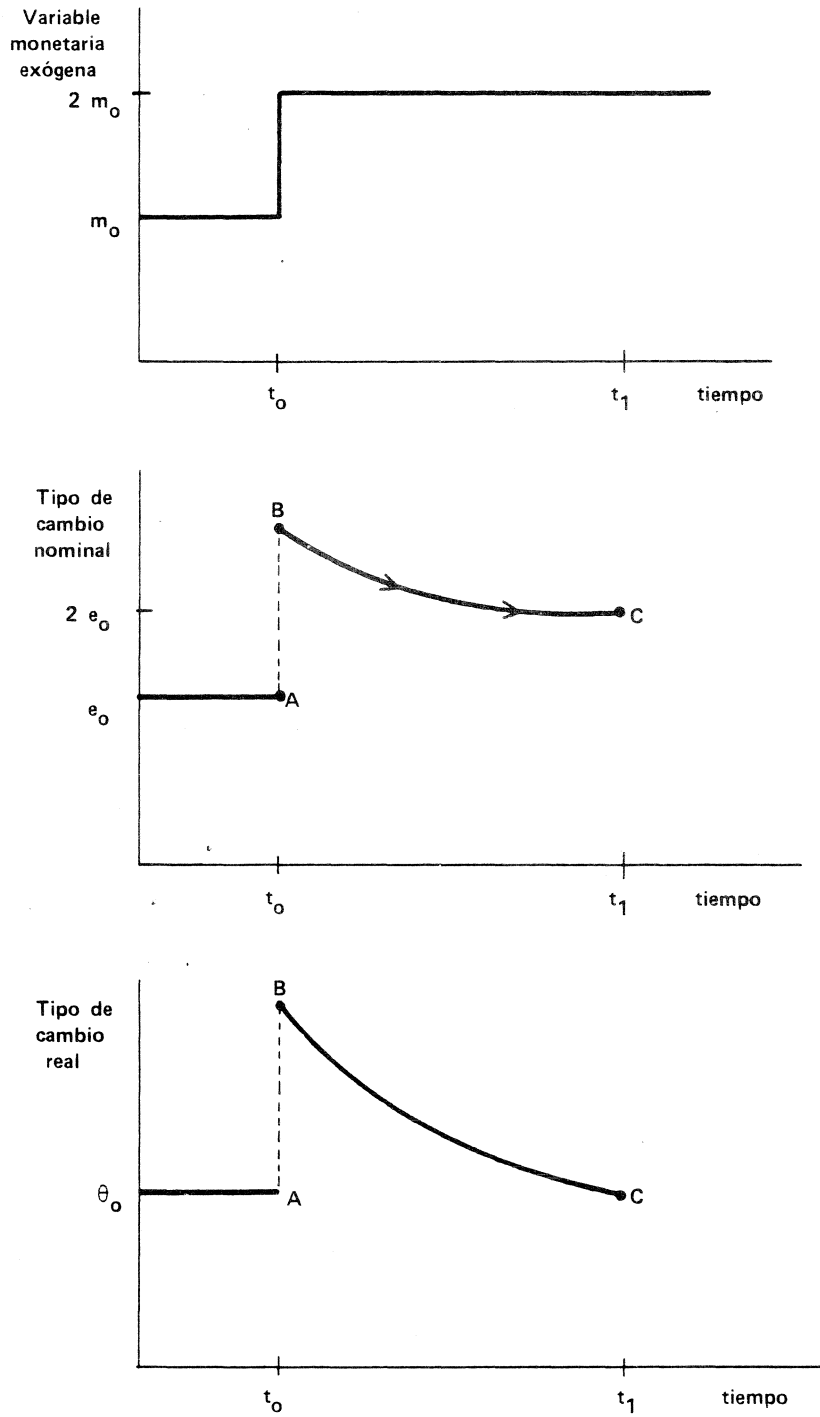 Variable
monetaria
exógena
2 m₀
m₀
t₀
t₁
tiempo
Tipo de
cambio
nominal
B
2 e₀
C
A
e₀
t₀
t₁
tiempo
B
Tipo de
cambio
real
θ₀
A
C
t₀
t₁
tiempo